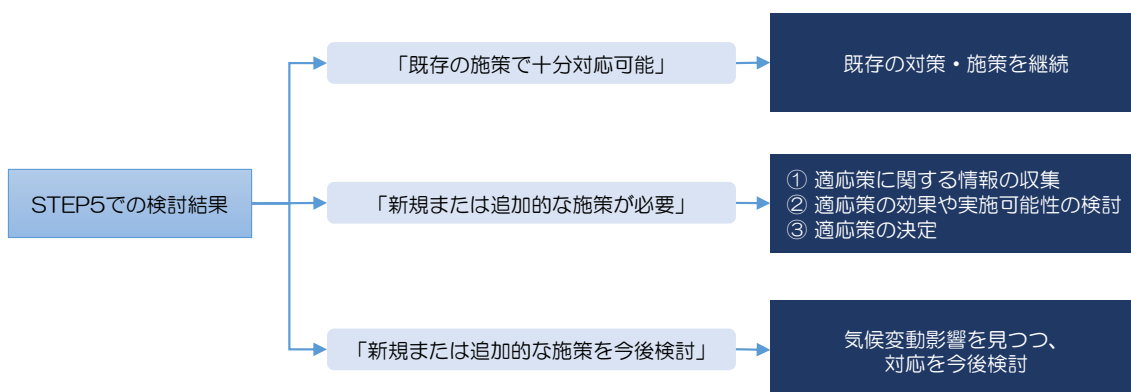 STEP5での検討結果
「既存の施策で十分対応可能」
既存の対策・施策を継続
「新規または追加的な施策が必要」
① 適応策に関する情報の収集
② 適応策の効果や実施可能性の検討
③ 適応策の決定
「新規または追加的な施策を今後検討」
気候変動影響を見つつ、
対応を今後検討